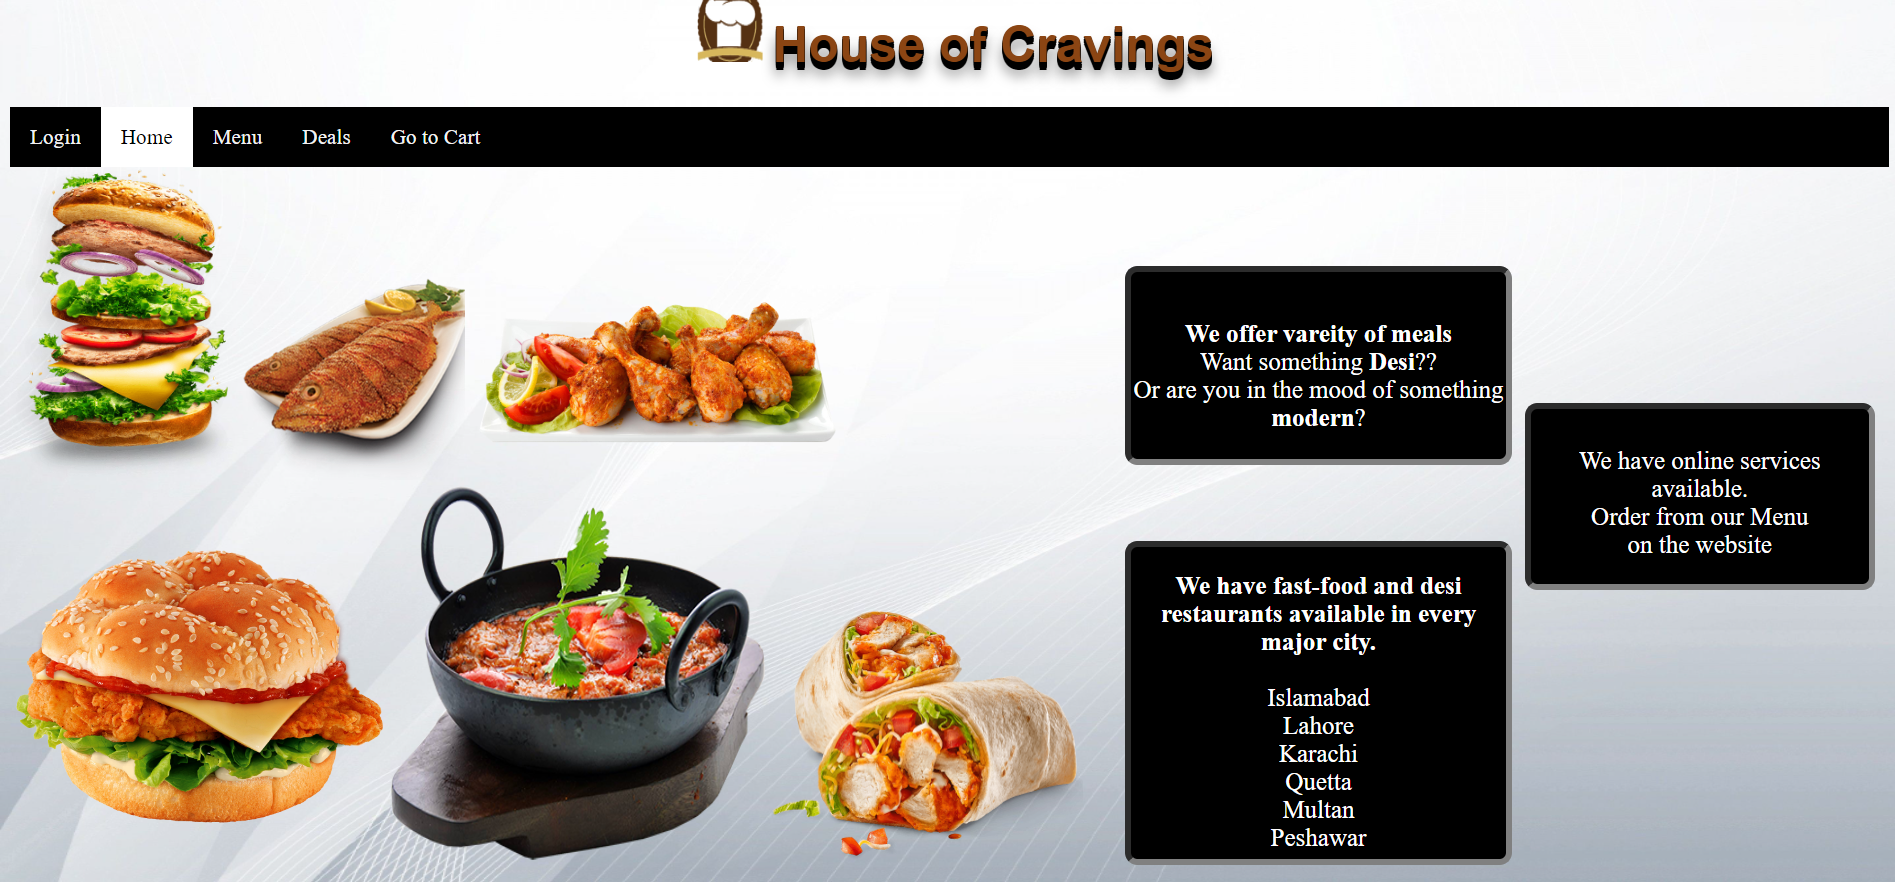 House of Cravings
Login Home Menu Deals Go to Cart
We offer vareity of meals
Want something Desi??
Or are you in the mood of something
modern?
We have online services
available.
Order from our Menu
on the website
We have fast-food and desi
restaurants available in every
major city.
Islamabad
Lahore
Karachi
Quetta
Multan
Peshawar